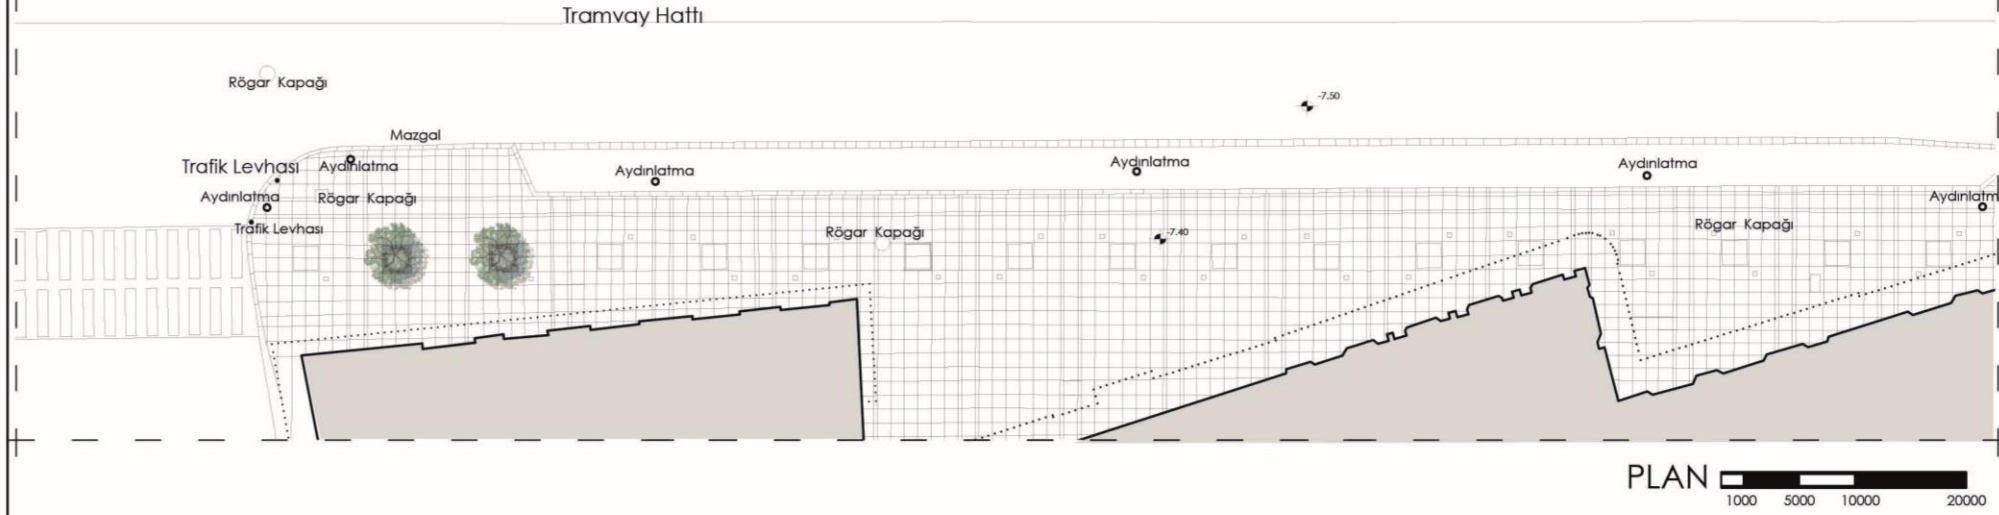 Tramvay Hattı
Rögar Kapağı
-7.50
Mazgal
Trafik Levhası
Aydınlatma
Aydınlatma
Aydınlatma
Aydınlatma
Aydınlatma
Rögar Kapağı
Aydınlatm
Trafik Levhası
Rögar Kapağı
-7.40
Rögar Kapağı
PLAN
1000 5000 10000 20000